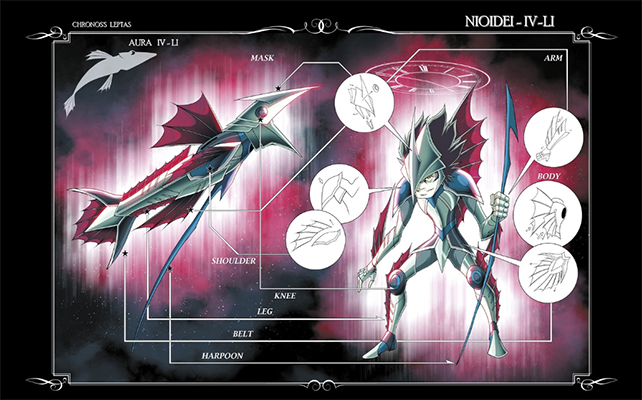 CHRONOSS LEPTAS
NIOIDEI - IV-LI
AURA IV-LI
MASK
ARM
BODY
SHOULDER
KNEE
LEG
BELT
HARPOON